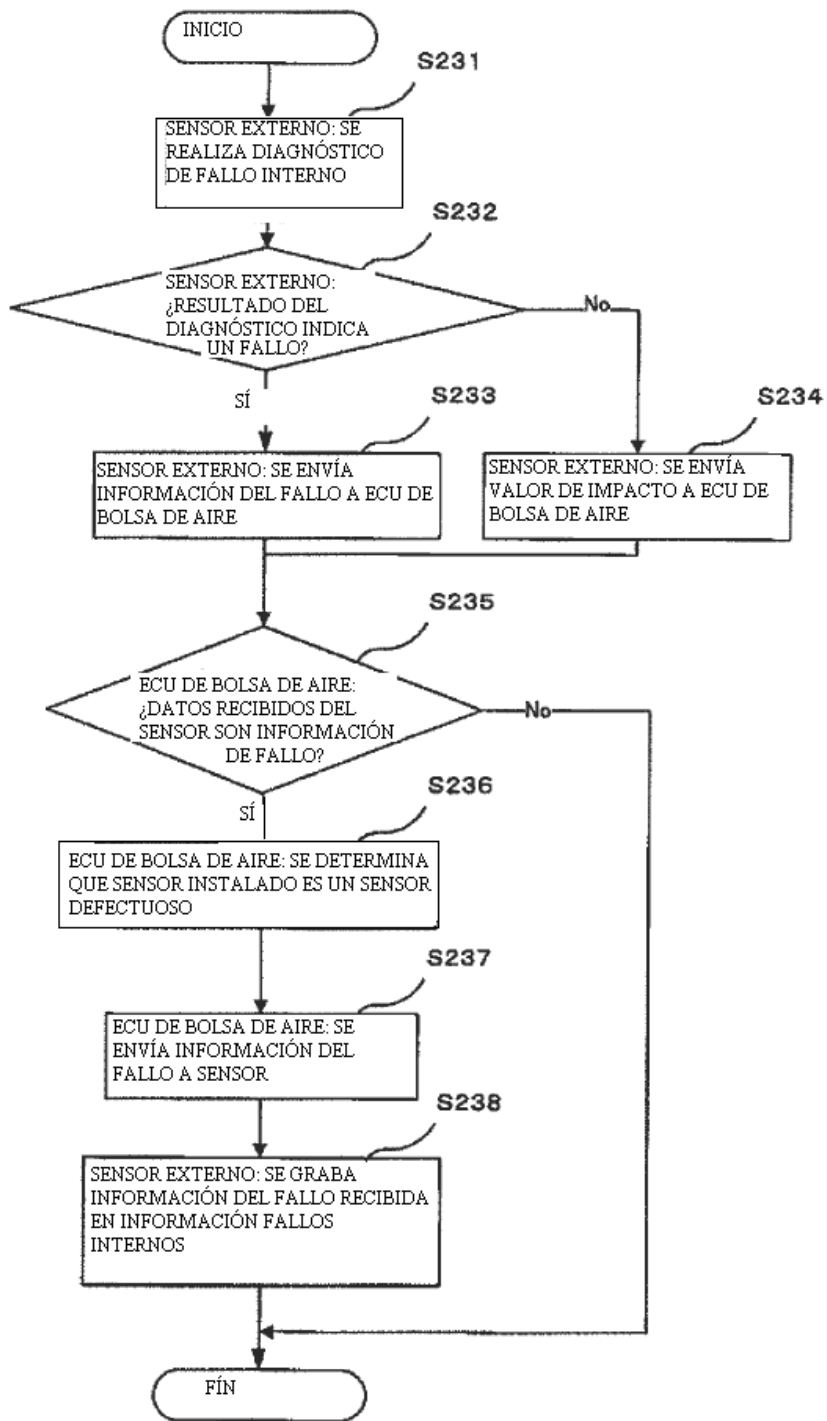 INICIO
S231
SENSOR EXTERNO: SE
REALIZA DIAGNÓSTICO
DE FALLO INTERNO
S232
SENSOR EXTERNO:
¿RESULTADO DEL
DIAGNÓSTICO INDICA
UN FALLO?
No
SÍ
S233
SENSOR EXTERNO: SE ENVÍA
INFORMACIÓN DEL FALLO A ECU DE
BOLSA DE AIRE
S234
SENSOR EXTERNO: SE ENVÍA
VALOR DE IMPACTO A ECU DE
BOLSA DE AIRE
S235
ECU DE BOLSA DE AIRE:
¿DATOS RECIBIDOS DEL
SENSOR SON INFORMACIÓN
DE FALLO?
No
SÍ
S236
ECU DE BOLSA DE AIRE: SE DETERMINA
QUE SENSOR INSTALADO ES UN SENSOR
DEFECTUOSO
S237
ECU DE BOLSA DE AIRE: SE
ENVÍA INFORMACIÓN DEL
FALLO A SENSOR
S238
SENSOR EXTERNO: SE GRABA
INFORMACIÓN DEL FALLO RECIBIDA
EN INFORMACIÓN FALLOS
INTERNOS
FÍN